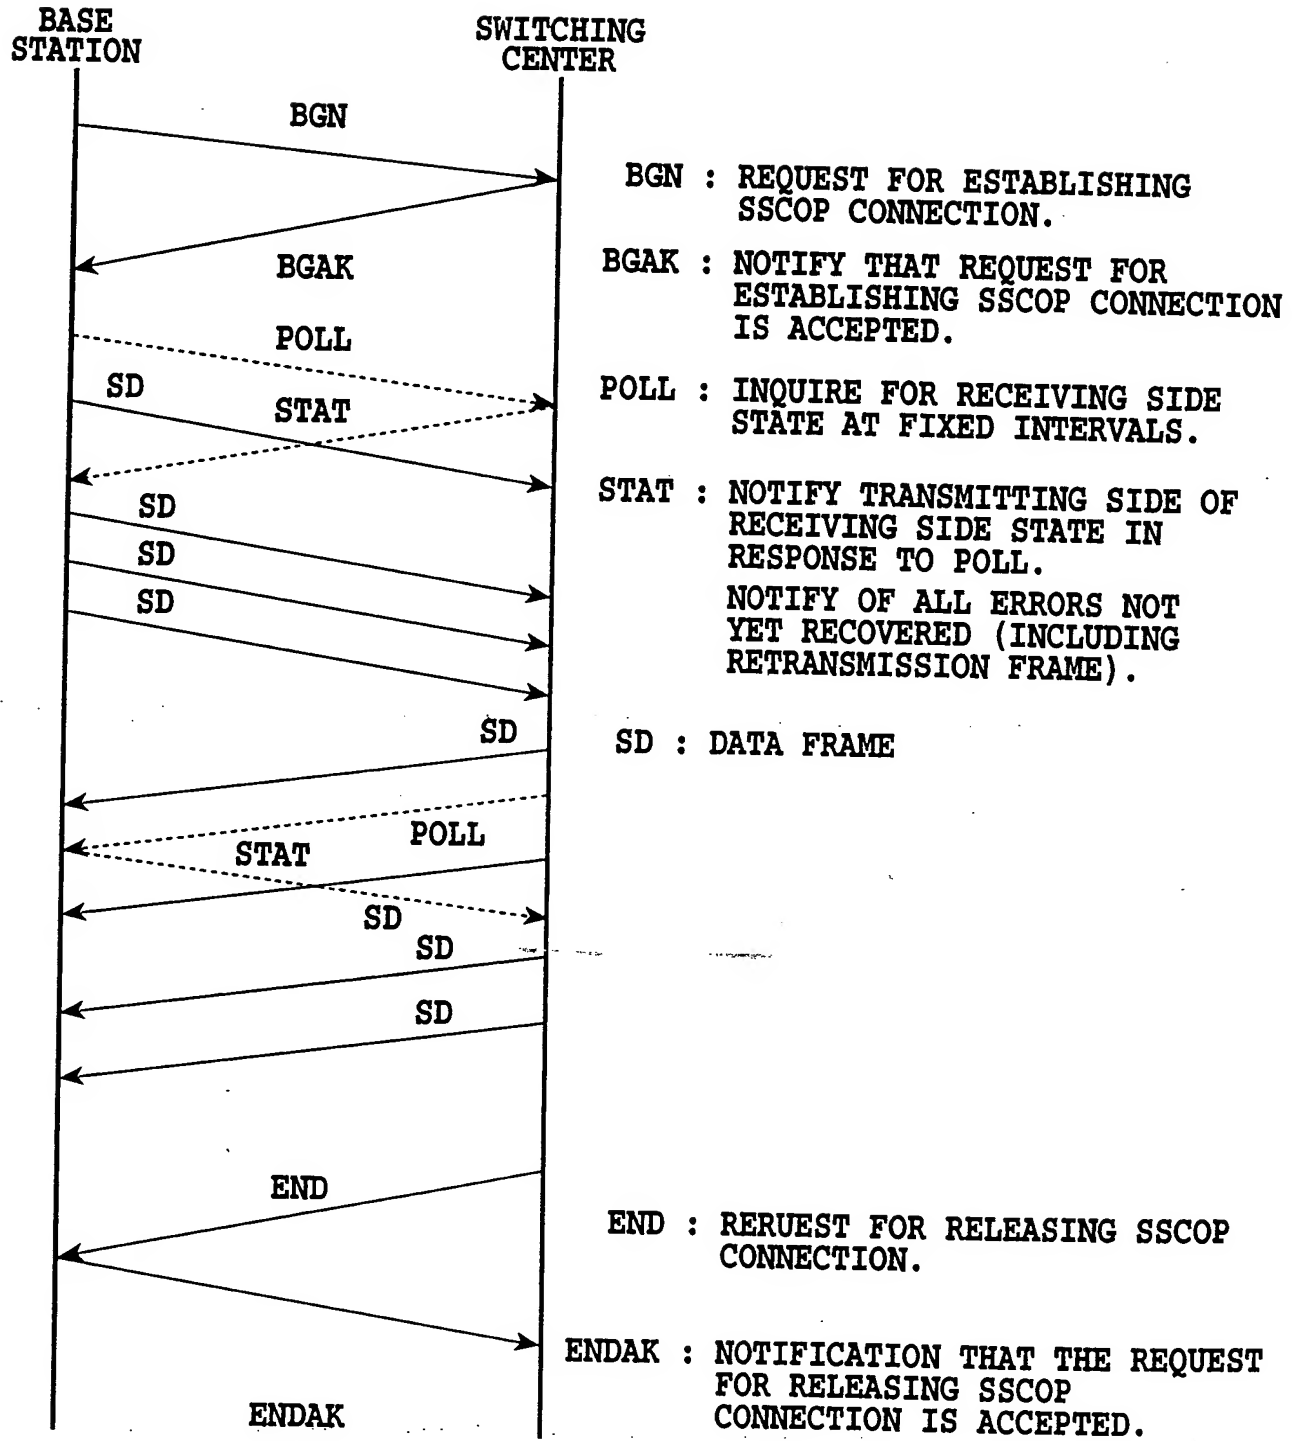 BASE
STATION
SWITCHING
CENTER
BGN
BGN : REQUEST FOR ESTABLISHING
SSCOP CONNECTION.
BGAK
BGAK : NOTIFY THAT REQUEST FOR
ESTABLISHING SSCOP CONNECTION
IS ACCEPTED.
POLL
SD
STAT
POLL : INQUIRE FOR RECEIVING SIDE
STATE AT FIXED INTERVALS.
STAT : NOTIFY TRANSMITTING SIDE OF
RECEIVING SIDE STATE IN
RESPONSE TO POLL.
NOTIFY OF ALL ERRORS NOT
YET RECOVERED (INCLUDING
RETRANSMISSION FRAME).
SD
SD
SD
SD
SD : DATA FRAME
POLL
STAT
SD
SD
SD
END
END : RERUEST FOR RELEASING SSCOP
CONNECTION.
ENDAK : NOTIFICATION THAT THE REQUEST
FOR RELEASING SSCOP
CONNECTION IS ACCEPTED.
ENDAK